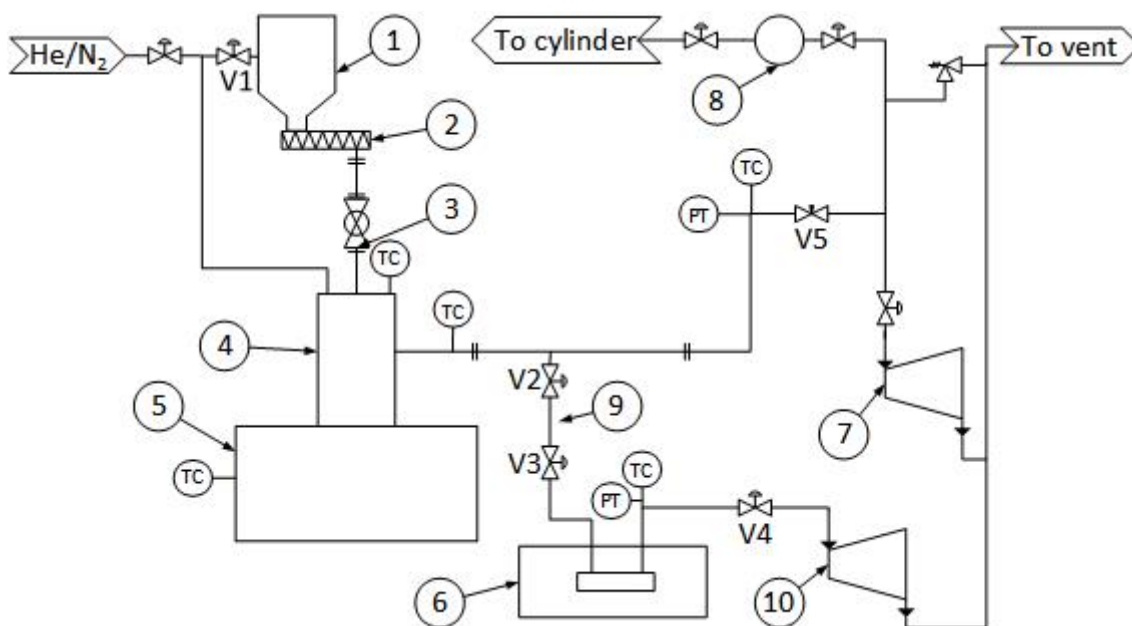 He/N₂
V1
1
2
3
TC
4
TC
5
TC
To cylinder
8
To vent
TC
PT
V5
7
V2
9
V3
TC
PT
V4
6
10